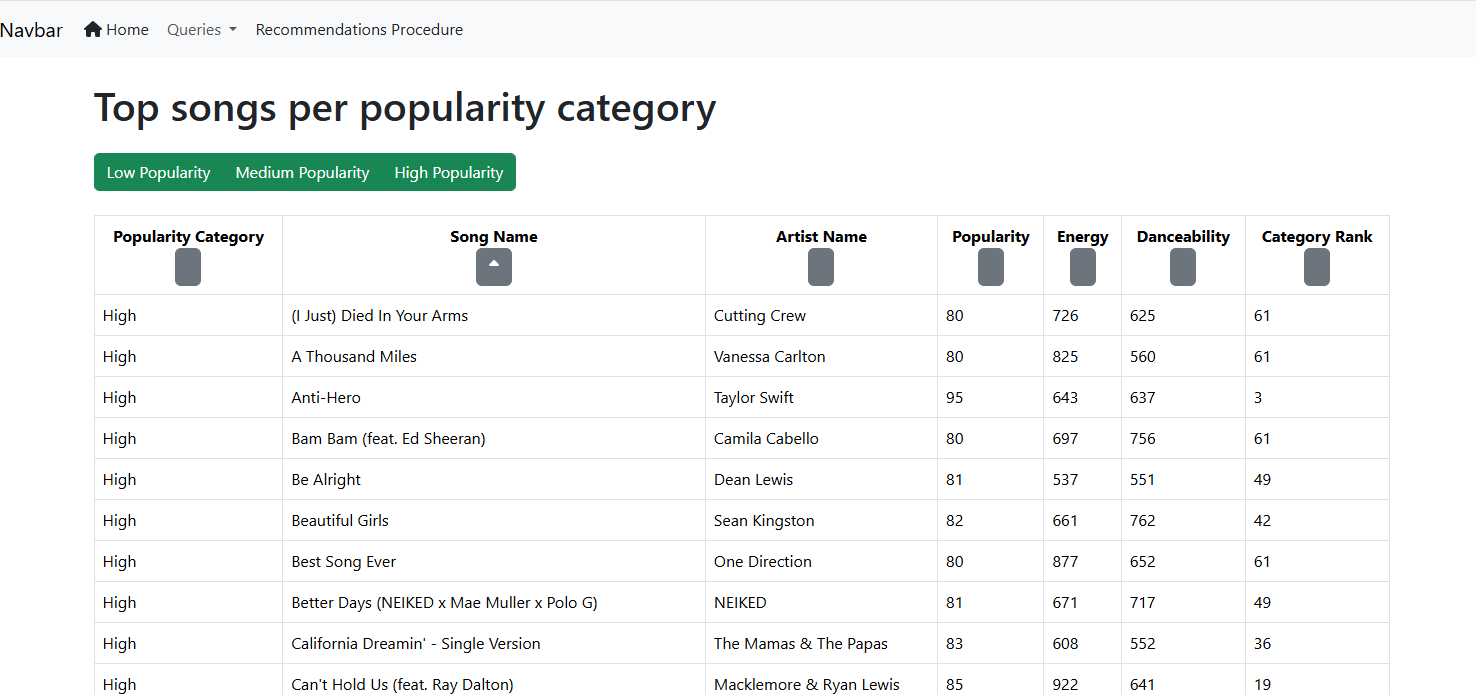 Navbar Home Queries Recommendations Procedure
Top songs per popularity category
Low Popularity Medium Popularity High Popularity
Popularity Category Song Name Artist Name Popularity Energy Danceability Category Rank
High (I Just) Died In Your Arms Cutting Crew 80 726 625 61
High A Thousand Miles Vanessa Carlton 80 825 560 61
High Anti-Hero Taylor Swift 95 643 637 3
High Bam Bam (feat. Ed Sheeran) Camila Cabello 80 697 756 61
High Be Alright Dean Lewis 81 537 551 49
High Beautiful Girls Sean Kingston 82 661 762 42
High Best Song Ever One Direction 80 877 652 61
High Better Days (NEIKED x Mae Muller x Polo G) NEIKED 81 671 717 49
High California Dreamin' - Single Version The Mamas & The Papas 83 608 552 36
High Can't Hold Us (feat. Ray Dalton) Macklemore & Ryan Lewis 85 922 641 19